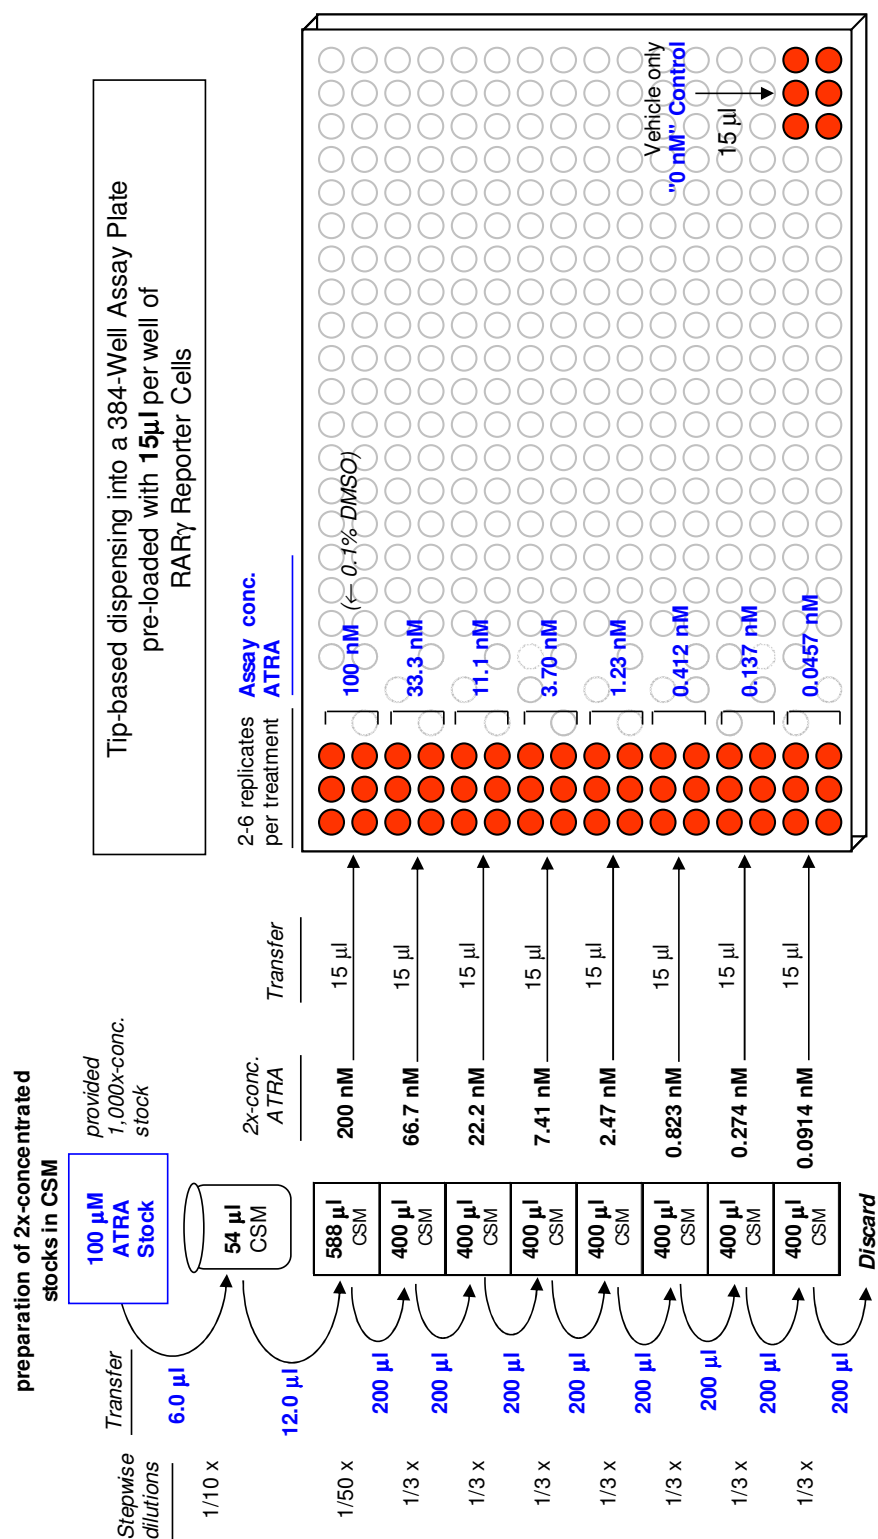 preparation of 2x-concentrated
stocks in CSM
Tip-based dispensing into a 384-Well Assay Plate
pre-loaded with 15µl per well of
RARγ Reporter Cells
Stepwise
dilutions
Transfer
100 µM
ATRA
Stock
provided
1,000x-conc.
stock
1/10 x
6.0 µl
54 µl
CSM
12.0 µl
2x-conc.
ATRA
Transfer
2-6 replicates
per treatment
Assay conc.
ATRA
1/50 x
588 µl
CSM
200 nM
15 µl
100 nM (← 0.1% DMSO)
1/3 x
200 µl
400 µl
CSM
66.7 nM
15 µl
33.3 nM
1/3 x
200 µl
400 µl
CSM
22.2 nM
15 µl
11.1 nM
1/3 x
200 µl
400 µl
CSM
7.41 nM
15 µl
3.70 nM
1/3 x
200 µl
400 µl
CSM
2.47 nM
15 µl
1.23 nM
1/3 x
200 µl
400 µl
CSM
0.823 nM
15 µl
0.412 nM
1/3 x
200 µl
400 µl
CSM
0.274 nM
15 µl
0.137 nM
1/3 x
200 µl
400 µl
CSM
0.0914 nM
15 µl
0.0457 nM
200 µl
Discard
Vehicle only
"0 nM" Control
15 µl